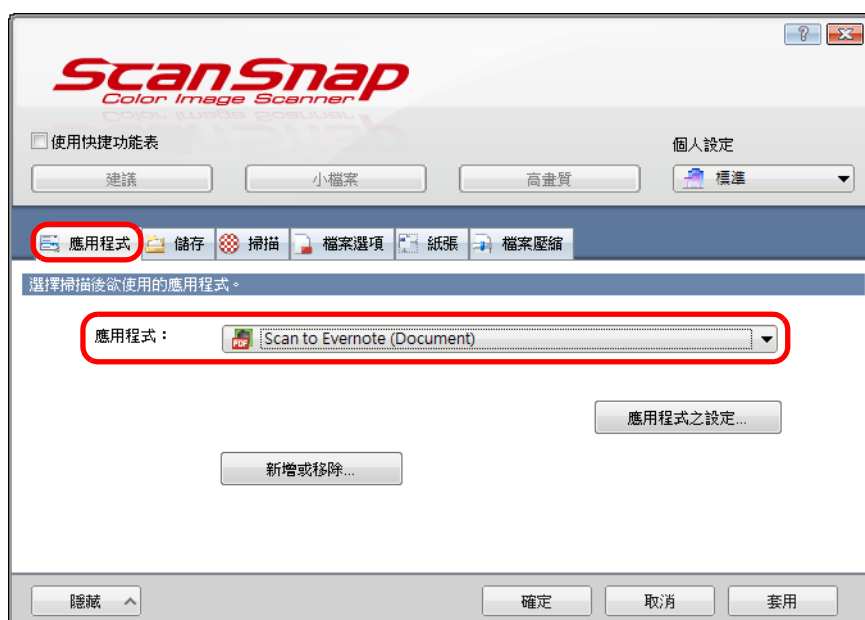 ScanSnap
Color Image Scanner
使用快捷功能表
個人設定
建議 小檔案 高畫質 標準
應用程式 儲存 掃描 檔案選項 紙張 檔案壓縮
選擇掃描後欲使用的應用程式。
應用程式： PDF Scan to Evernote (Document)
應用程式之設定...
新增或移除...
隱藏 確定 取消 套用